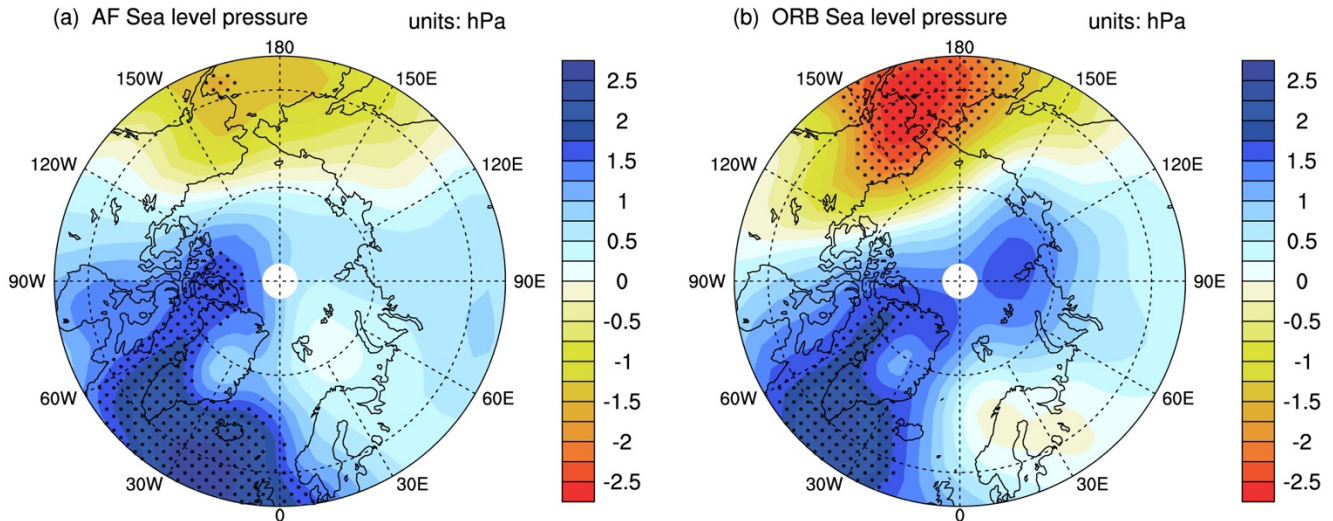 (a) AF Sea level pressure units: hPa
180
150W 150E
120W 120E
90W 90E
60W 60E
30W 30E
0
2.5
2
1.5
1
0.5
0
-0.5
-1
-1.5
-2
-2.5
(b) ORB Sea level pressure units: hPa
180
150W 150E
120W 120E
90W 90E
60W 60E
30W 30E
0
2.5
2
1.5
1
0.5
0
-0.5
-1
-1.5
-2
-2.5